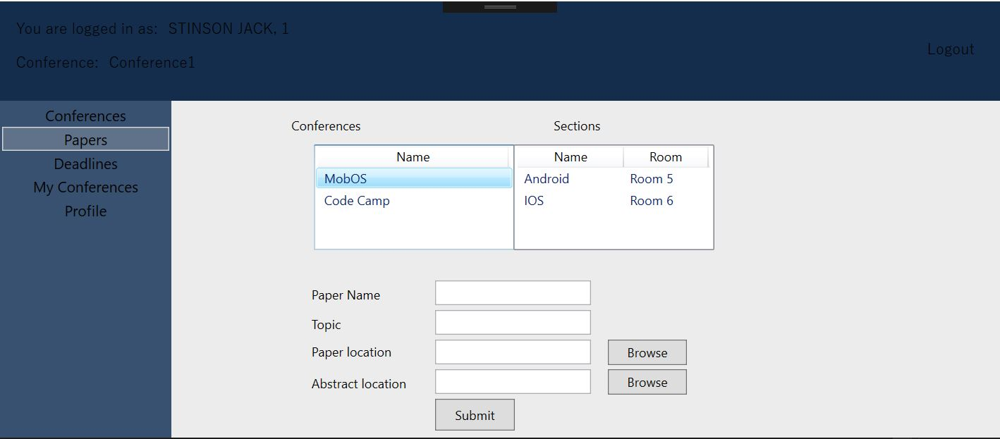 You are logged in as: STINSON JACK, 1
Logout
Conference: Conference1
Conferences
Papers
Deadlines
My Conferences
Profile
Conferences Sections
Name Name Room
MobOS Android Room 5
Code Camp IOS Room 6
Paper Name
Topic
Paper location Browse
Abstract location Browse
Submit